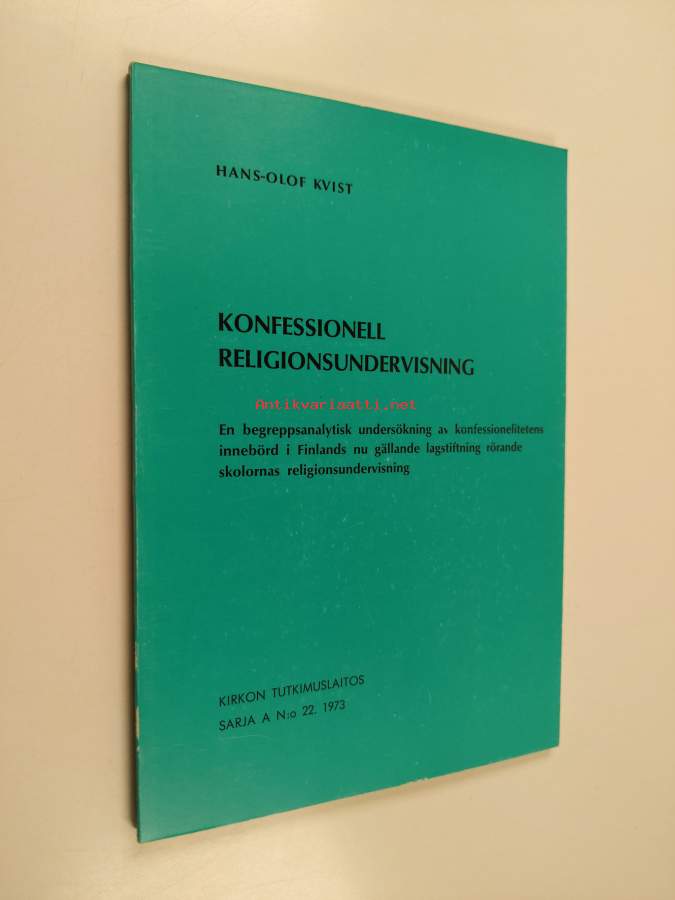 HANS-OLOF KVIST
KONFESSIONELL
RELIGIONSUNDERVISNING
Antikvariaatti.net
En begreppsanalytisk undersökning av konfessionelitetens
innebörd i Finlands nu gällande lagstiftning rörande
skolornas religionsundervisning
KIRKON TUTKIMUSLAITOS
SARJA A N:o 22. 1973